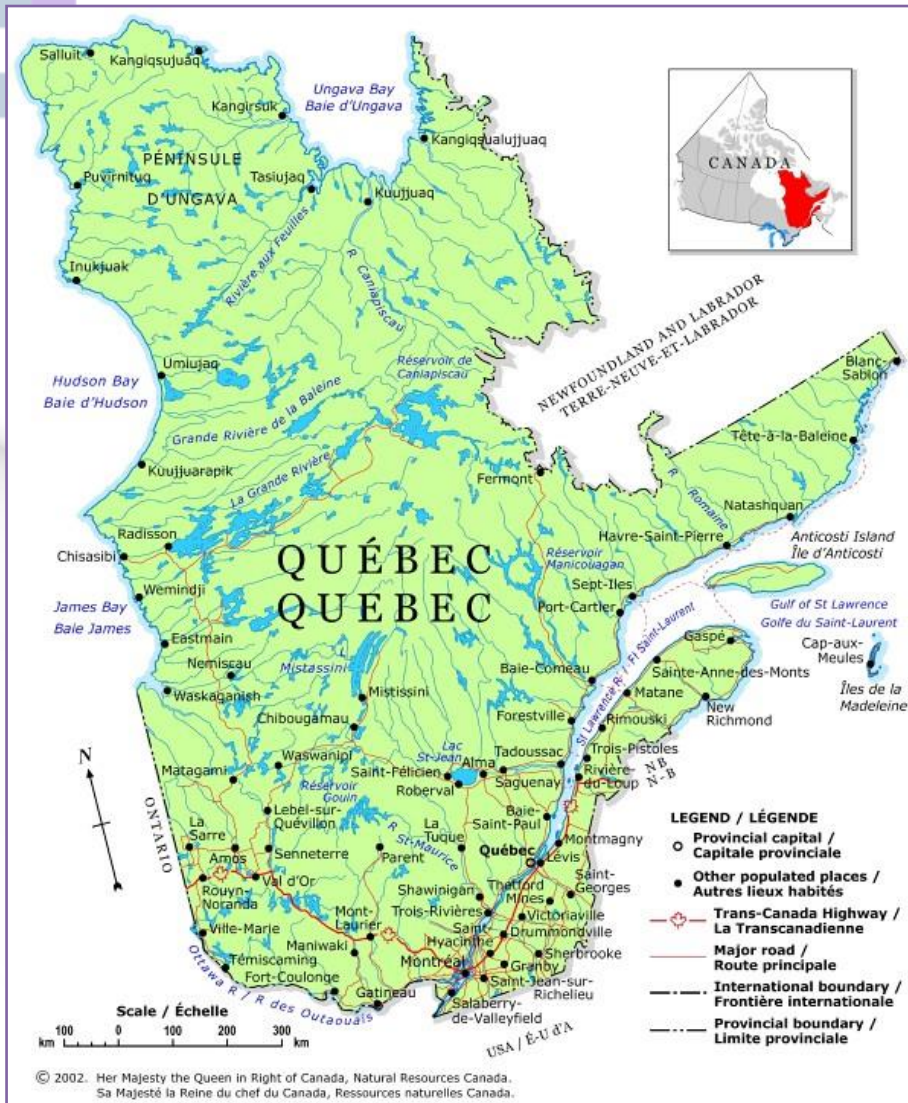 Salluit
Kangiqsujuaq
Ungava Bay
Baie d'Ungava
Kangirsuk
Kangiqsualujjuaq
PÉNINSULE
D'UNGAVA
Puvirnituq
Tasiujaq
Kuujjuaq
CANADA
Inukjuak
Rivière aux Feuilles
R Caniapiscau
NEWFOUNDLAND AND LABRADOR
TERRE-NEUVE-ET-LABRADOR
Umiujaq
Réservoir de
Caniapiscau
Blanc-
Sablon
Hudson Bay
Baie d'Hudson
Grande Rivière de la Baleine
Tête-à-la-Baleine
Kuujjuarapik
La Grande Rivière
Fermont
R Romaine
Natashquan
Radisson
Havre-Saint-Pierre
Anticosti Island
Île d'Anticosti
Chisasibi
QUÉBEC
QUEBEC
Réservoir
Manicouagan
Sept-Iles
Wemindji
Port-Cartier
Gulf of St Lawrence
Golfe du Saint-Laurent
James Bay
Baie James
St Lawrence R / Fl Saint-Laurent
Gaspé
Cap-aux-
Meules
Eastmain
L
Mistassini
Nemiscau
Baie-Comeau
Sainte-Anne-des-Monts
Waskaganish
Mistissini
Matane
New
Richmond
Îles de la
Madeleine
Chibougamau
Forestville
Rimouski
N
Waswanipi
Lac
St-Jean
Alma
Tadoussac
Trois-Pistoles
NB
N-B
Matagami
Saint-Félicien
Saguenay
Rivière-
du-Loup
Roberval
ONTARIO
Réservoir
Gouin
Lebel-sur-
Quévillon
Baie-
Saint-Paul
La
Sarre
R St-Maurice
La
Tuque
Montmagny
Amos
Senneterre
Parent
Québec
Lévis
Val d'Or
Rouyn-
Noranda
Shawinigan
Thetford
Mines
Saint-
Georges
Mont-
Laurier
Trois-Rivières
Victoriaville
Ville-Marie
Maniwaki
Saint-
Hyacinthe
Drummondville
Témiscaming
Montréal
Sherbrooke
Granby
Fort-Coulonge
Saint-Jean-sur-
Richelieu
Gatineau
Ottawa R / R des Outaouais
Salaberry-
de-Valleyfield
USA / É-U d'A
LEGEND / LÉGENDE
Provincial capital /
Capitale provinciale
Other populated places /
Autres lieux habités
Trans-Canada Highway /
La Transcanadienne
Major road /
Route principale
International boundary /
Frontière internationale
Provincial boundary /
Limite provinciale
Scale / Échelle
100 0 100 200 300
km km
© 2002. Her Majesty the Queen in Right of Canada, Natural Resources Canada.
Sa Majesté la Reine du chef du Canada, Ressources naturelles Canada.